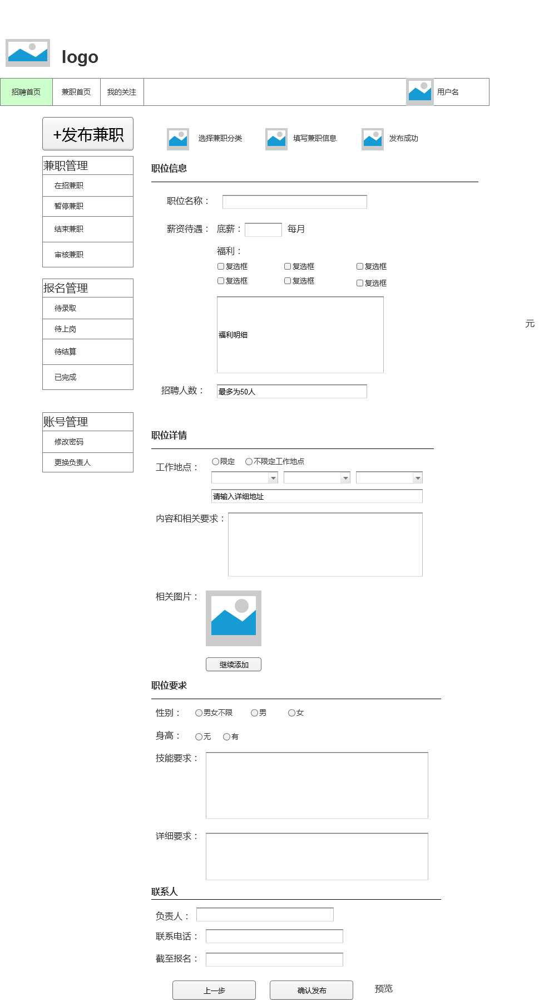 logo
招聘首页 兼职首页 我的关注 用户名
+发布兼职
兼职管理
在招兼职
暂停兼职
结束兼职
审核兼职
报名管理
待录取
待上岗
待结算
已完成
账号管理
修改密码
更换负责人
选择兼职分类 填写兼职信息 发布成功
职位信息
职位名称：
薪资待遇： 底薪： 每月
福利：
复选框 复选框 复选框
复选框 复选框 复选框
元
福利明细
招聘人数： 最多为50人
职位详情
工作地点： 限定 不限定工作地点
请输入详细地址
内容和相关要求：
相关图片：
继续添加
职位要求
性别： 男女不限 男 女
身高： 无 有
技能要求：
详细要求：
联系人
负责人：
联系电话：
截至报名：
上一步 确认发布 预览